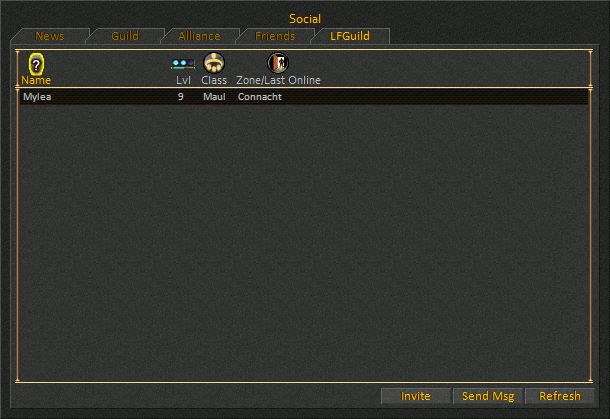 Social
News Guild Alliance Friends LFGuild
?
Name Lvl Class Zone/Last Online
Mylea 9 Maul Connacht
Invite Send Msg Refresh